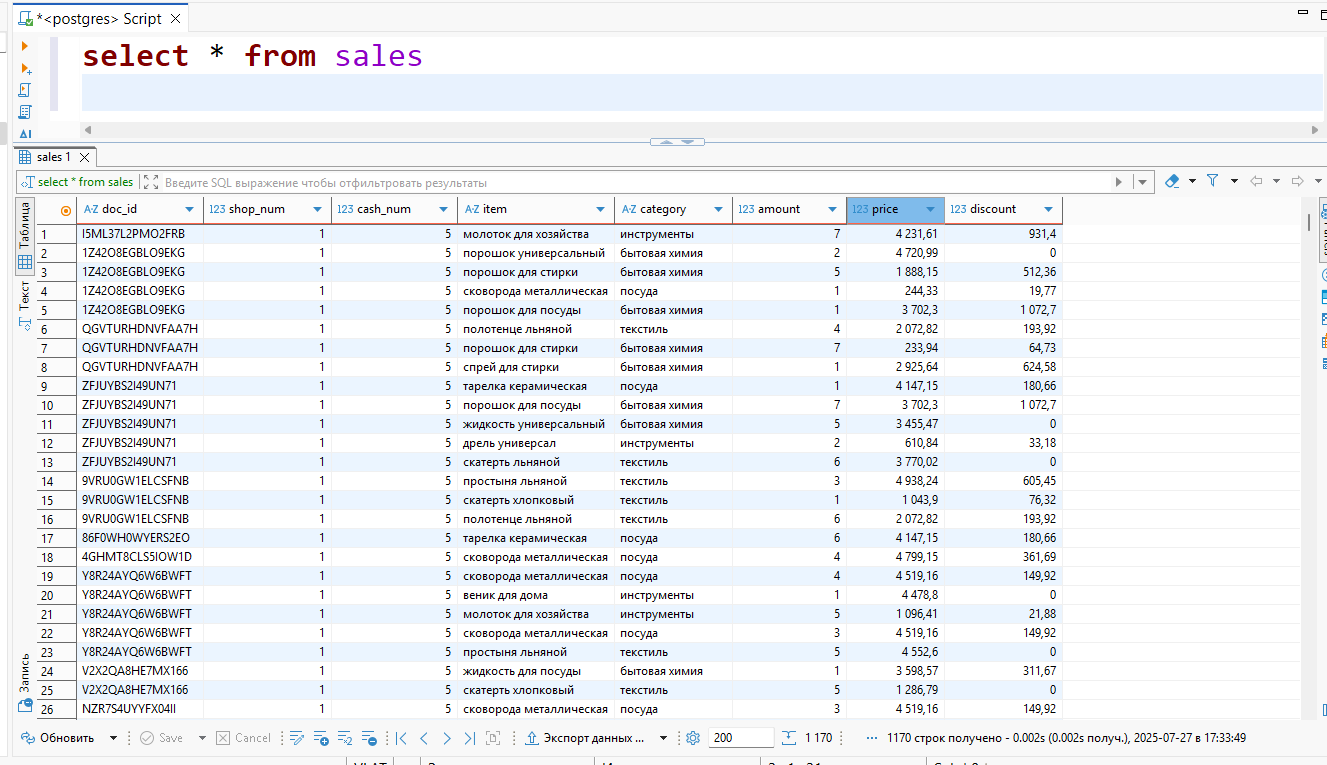 *<postgres> Script
select * from sales
sales 1
select * from sales Введите SQL выражение чтобы отфильтровать результаты
Таблица
Текст
Запись
A-Z doc_id 123 shop_num 123 cash_num A-Z item A-Z category 123 amount 123 price 123 discount
1 I5ML37L2PMO2FRB 1 5 молоток для хозяйства инструменты 7 4 231,61 931,4
2 1Z42O8EGBLO9EKG 1 5 порошок универсальный бытовая химия 2 4 720,99 0
3 1Z42O8EGBLO9EKG 1 5 порошок для стирки бытовая химия 5 1 888,15 512,36
4 1Z42O8EGBLO9EKG 1 5 сковорода металлическая посуда 1 244,33 19,77
5 1Z42O8EGBLO9EKG 1 5 порошок для посуды бытовая химия 1 3 702,3 1 072,7
6 QGVTURHDNVFAA7H 1 5 полотенце льняной текстиль 4 2 072,82 193,92
7 QGVTURHDNVFAA7H 1 5 порошок для стирки бытовая химия 7 233,94 64,73
8 QGVTURHDNVFAA7H 1 5 спрей для стирки бытовая химия 1 2 925,64 624,58
9 ZFJUYBS2I49UN71 1 5 тарелка керамическая посуда 1 4 147,15 180,66
10 ZFJUYBS2I49UN71 1 5 порошок для посуды бытовая химия 7 3 702,3 1 072,7
11 ZFJUYBS2I49UN71 1 5 жидкость универсальный бытовая химия 5 3 455,47 0
12 ZFJUYBS2I49UN71 1 5 дрель универсал инструменты 2 610,84 33,18
13 ZFJUYBS2I49UN71 1 5 скатерть льняной текстиль 6 3 770,02 0
14 9VRU0GW1ELCSFNB 1 5 простыня льняной текстиль 3 4 938,24 605,45
15 9VRU0GW1ELCSFNB 1 5 скатерть хлопковый текстиль 1 1 043,9 76,32
16 9VRU0GW1ELCSFNB 1 5 полотенце льняной текстиль 6 2 072,82 193,92
17 86F0WH0WYERS2EO 1 5 тарелка керамическая посуда 6 4 147,15 180,66
18 4GHMT8CLS5IOW1D 1 5 сковорода металлическая посуда 4 4 799,15 361,69
19 Y8R24AYQ6W6BWFT 1 5 сковорода металлическая посуда 4 4 519,16 149,92
20 Y8R24AYQ6W6BWFT 1 5 веник для дома инструменты 1 4 478,8 0
21 Y8R24AYQ6W6BWFT 1 5 молоток для хозяйства инструменты 5 1 096,41 21,88
22 Y8R24AYQ6W6BWFT 1 5 сковорода металлическая посуда 3 4 519,16 149,92
23 Y8R24AYQ6W6BWFT 1 5 простыня льняной текстиль 5 4 552,6 0
24 V2X2QA8HE7MX166 1 5 жидкость для посуды бытовая химия 1 3 598,57 311,67
25 V2X2QA8HE7MX166 1 5 скатерть хлопковый текстиль 5 1 286,79 0
26 NZR7S4UYYFX04II 1 5 сковорода металлическая посуда 3 4 519,16 149,92
Обновить Save Cancel Экспорт данных ... 200 1 170 ... 1170 строк получено - 0.002s (0.002s получ.), 2025-07-27 в 17:33:49